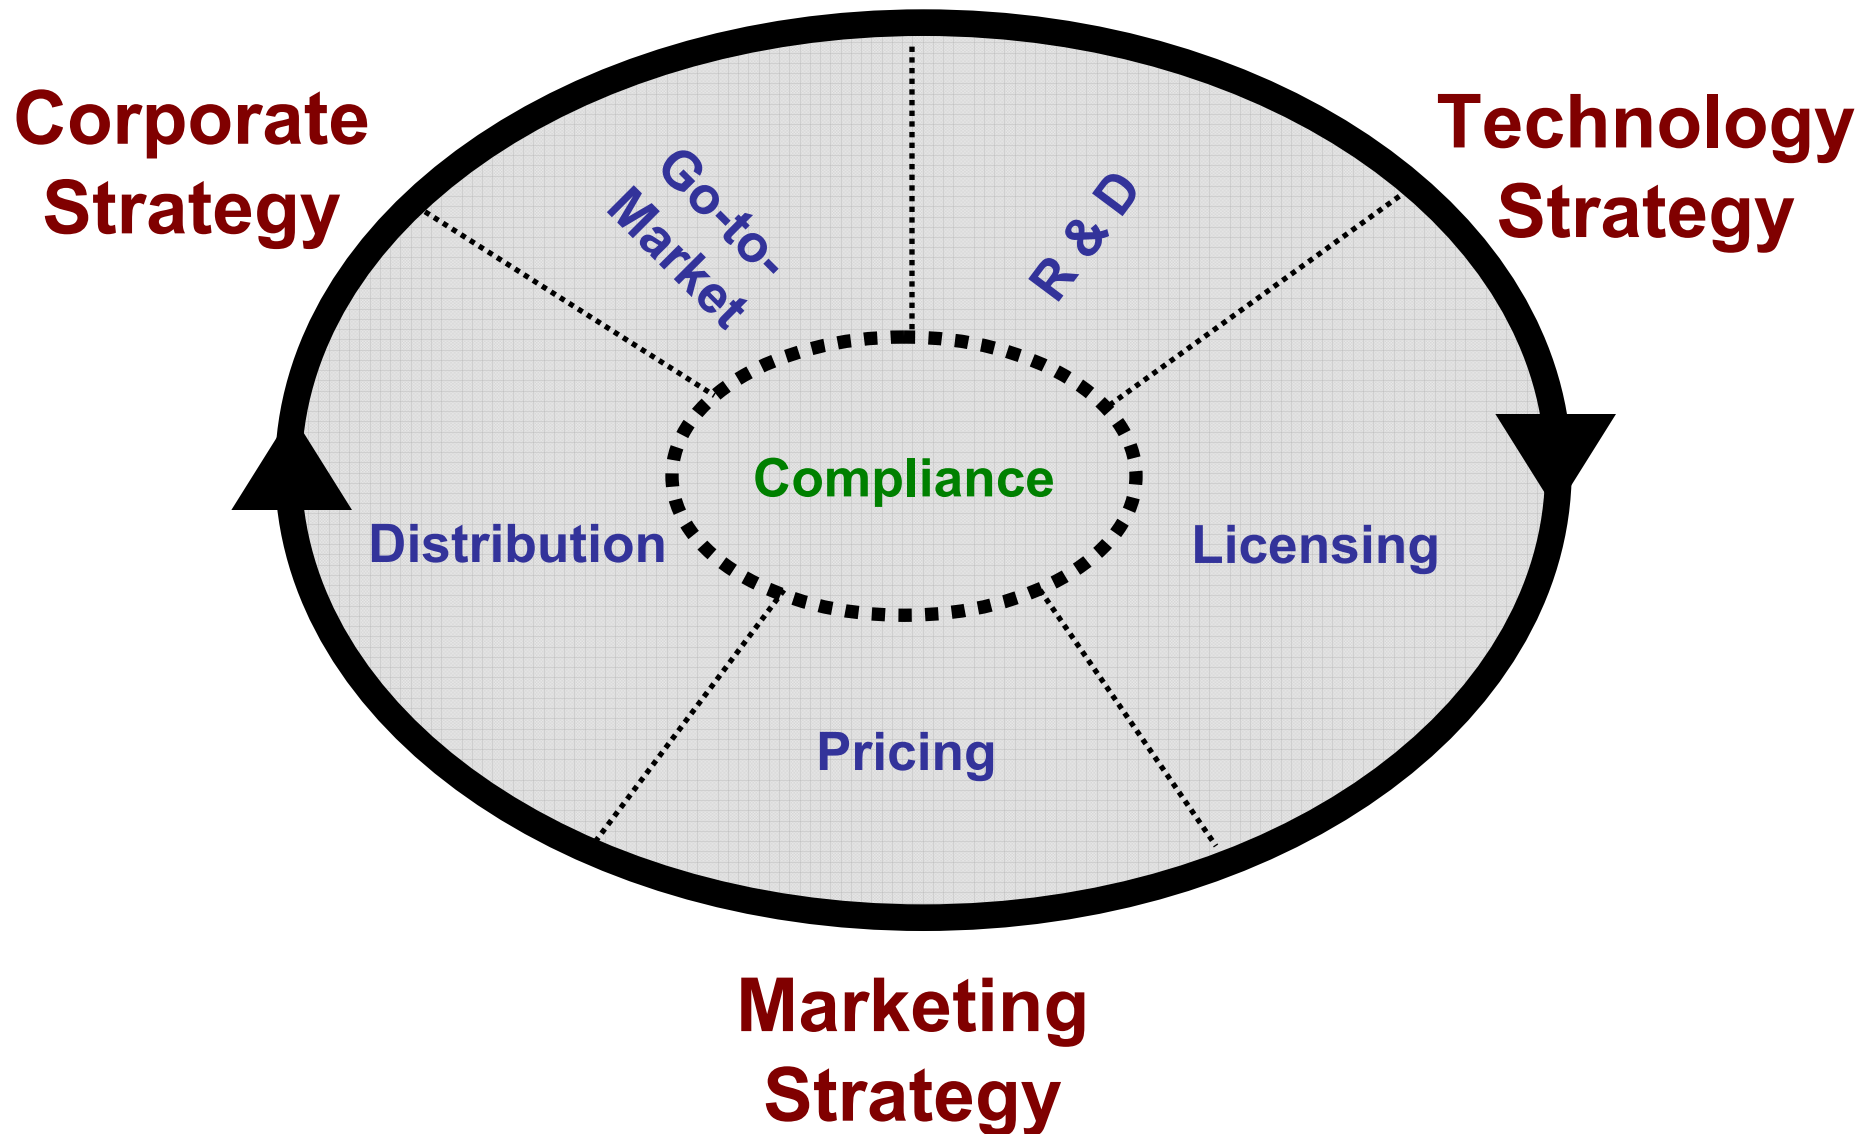 Corporate
Strategy
Technology
Strategy
Go-to-
Market
R & D
Compliance
Distribution
Licensing
Pricing
Marketing
Strategy